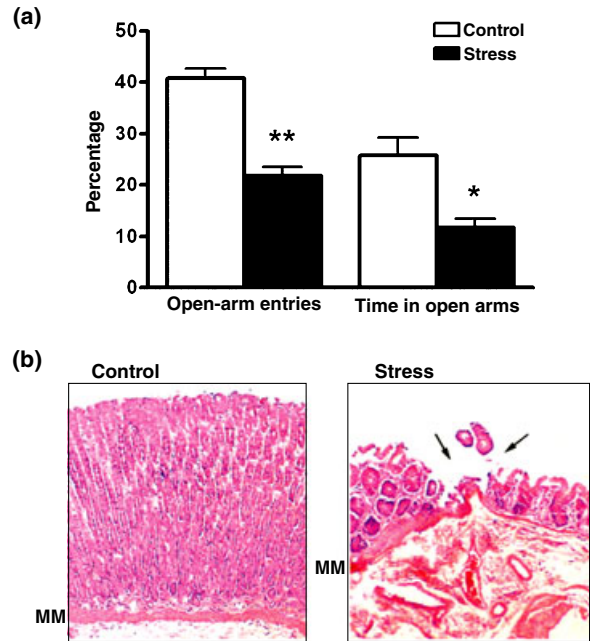 (a)
50
40
30
20
10
0
Percentage
Control
Stress
**
*
Open-arm entries
Time in open arms
(b)
Control
Stress
MM
MM